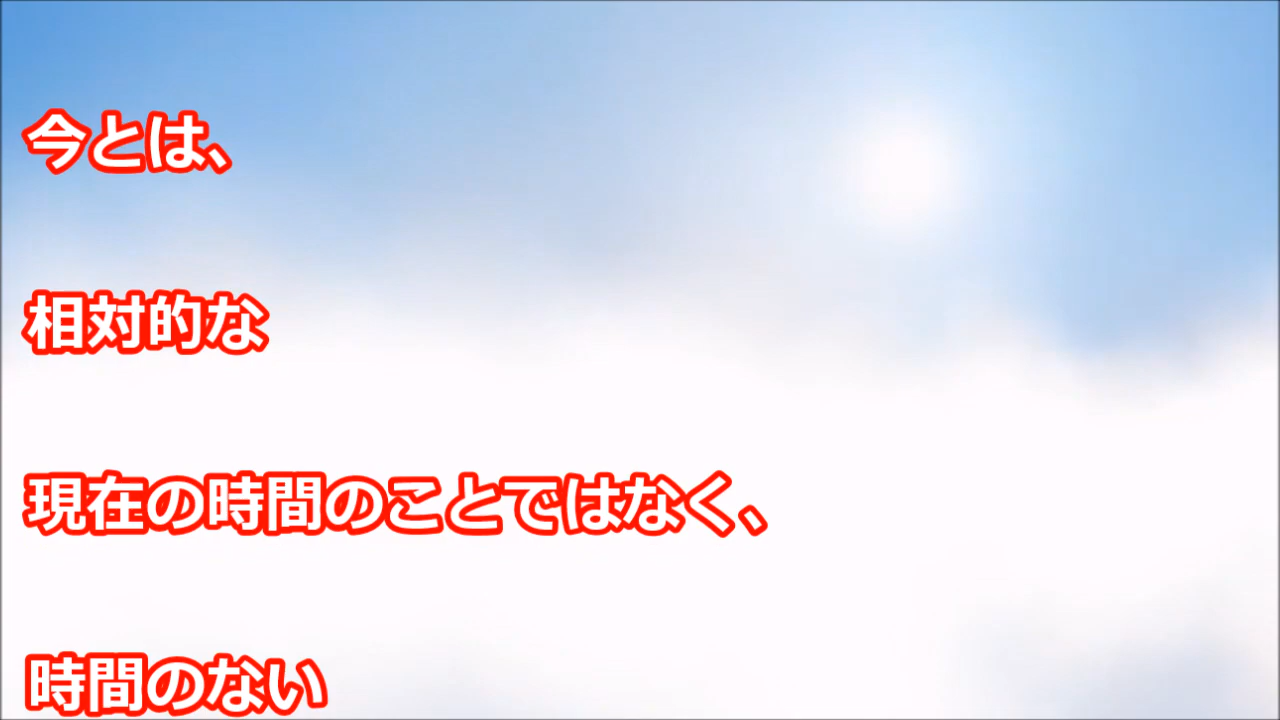 今とは、
相対的な
現在の時間のことではなく、
時間のない